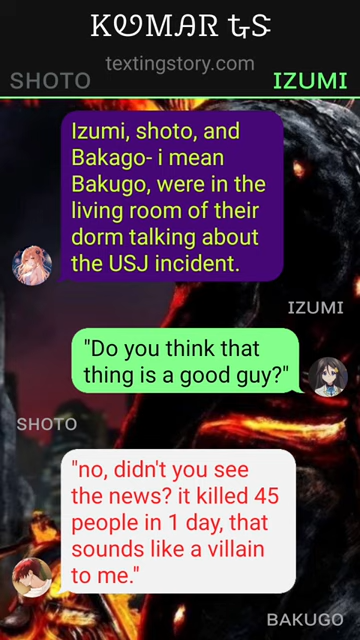 KUMAR TS
textingstory.com
SHOTO
IZUMI
Izumi, shoto, and
Bakago- i mean
Bakugo, were in the
living room of their
dorm talking about
the USJ incident.
IZUMI
"Do you think that
thing is a good guy?"
SHOTO
"no, didn't you see
the news? it killed 45
people in 1 day, that
sounds like a villain
to me."
BAKUGO